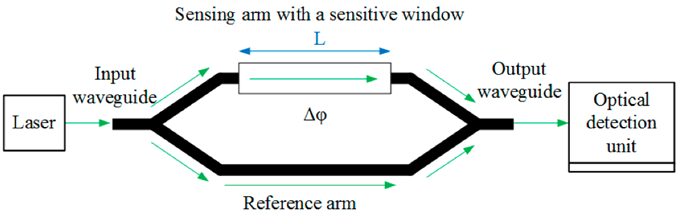 Sensing arm with a sensitive window
L
Input
waveguide
Output
waveguide
Laser
Δφ
Optical
detection
unit
Reference arm